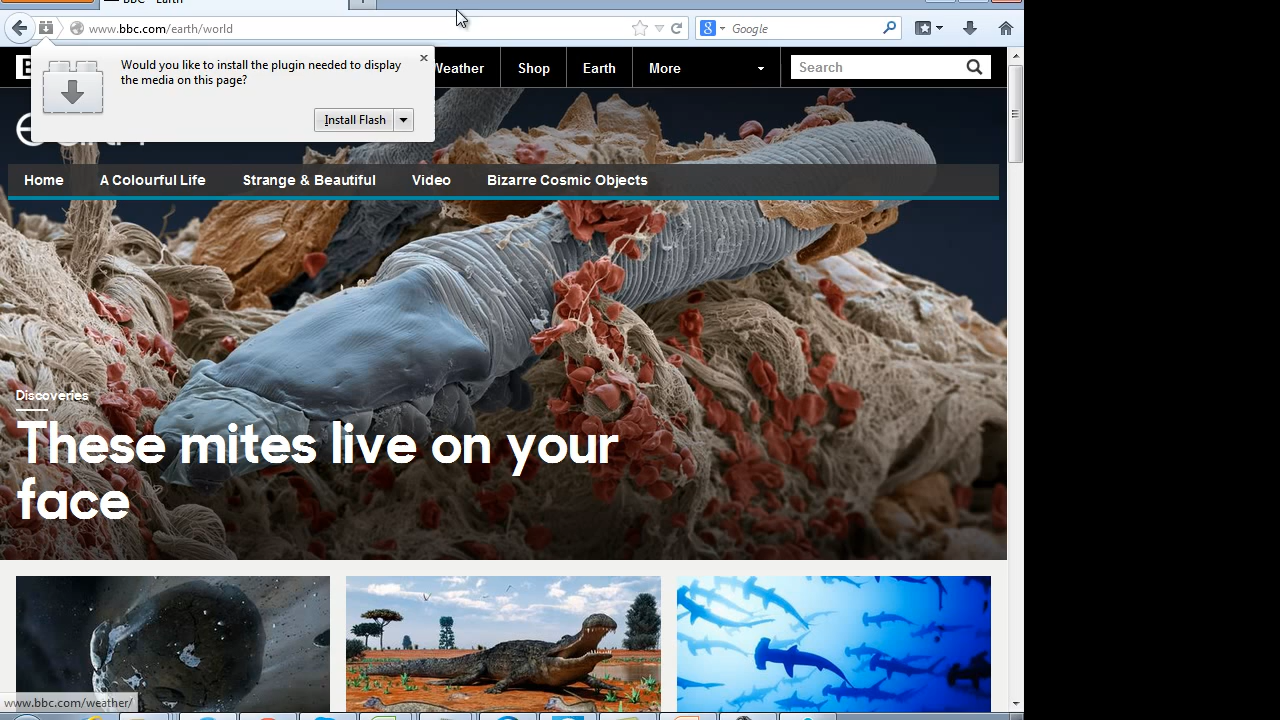 www.bbc.com/earth/world
Google
Would you like to install the plugin needed to display
the media on this page?
Install Flash
Weather
Shop
Earth
More
Search
Home
A Colourful Life
Strange & Beautiful
Video
Bizarre Cosmic Objects
Discoveries
These mites live on your
face
www.bbc.com/weather/